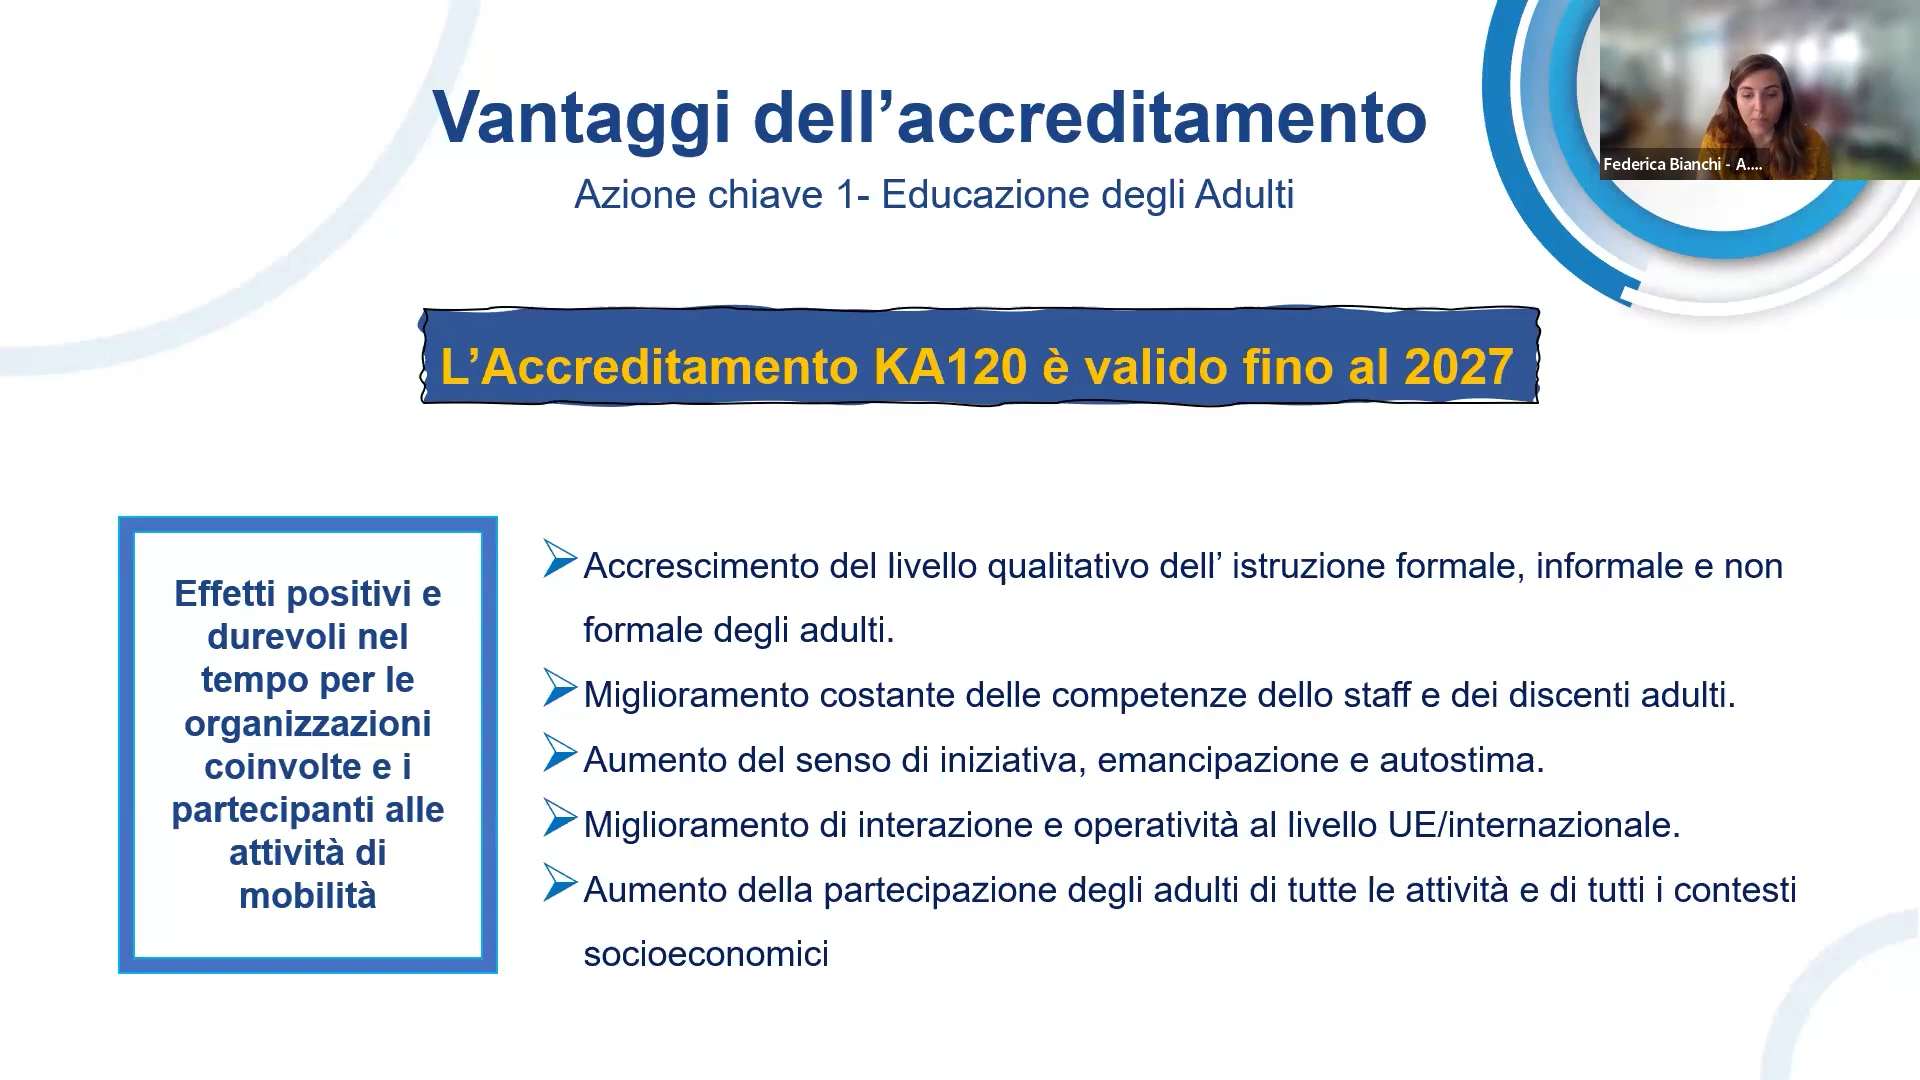 Vantaggi dell’accreditamento
Azione chiave 1- Educazione degli Adulti
Federica Bianchi - A....
L’Accreditamento KA120 è valido fino al 2027
Effetti positivi e
durevoli nel
tempo per le
organizzazioni
coinvolte e i
partecipanti alle
attività di
mobilità
Accrescimento del livello qualitativo dell’ istruzione formale, informale e non
formale degli adulti.
Miglioramento costante delle competenze dello staff e dei discenti adulti.
Aumento del senso di iniziativa, emancipazione e autostima.
Miglioramento di interazione e operatività al livello UE/internazionale.
Aumento della partecipazione degli adulti di tutte le attività e di tutti i contesti
socioeconomici